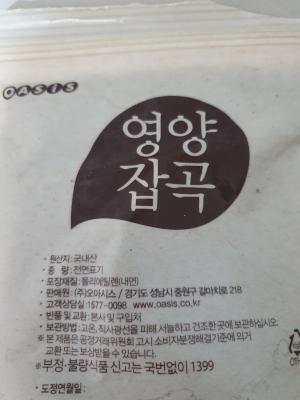 OASIS
영양
잡곡
· 원산지: 국내산
· 중 량: 전면표기
· 포장재질: 폴리에틸렌(내면)
· 판매원: (주)오아시스 / 경기도 성남시 중원구 갈마치로 218
· 고객상담실: 1577-0098 www.oasis.co.kr
· 반품 및 교환: 본사 및 구입처
· 보관방법: 고온, 직사광선을 피해 서늘하고 건조한 곳에 보관하십시오.
※ 본 제품은 공정거래위원회 고시 소비자분쟁해결기준에 의거
교환 또는 보상받을 수 있습니다.
※ 부정·불량식품 신고는 국번없이 1399
· 도정연월일: